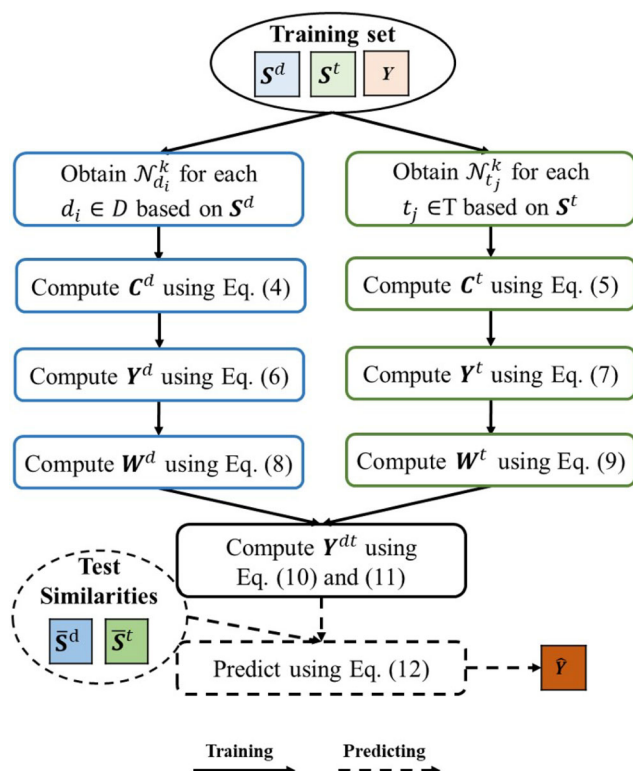 Training set
S^d S^t Y
Obtain 𝒩_{d_i}^k for each
d_i ∈ D based on S^d
Obtain 𝒩_{t_j}^k for each
t_j ∈T based on S^t
Compute C^d using Eq. (4)
Compute C^t using Eq. (5)
Compute Y^d using Eq. (6)
Compute Y^t using Eq. (7)
Compute W^d using Eq. (8)
Compute W^t using Eq. (9)
Compute Y^{dt} using
Eq. (10) and (11)
Test
Similarities
S̄^d S̄^t
Predict using Eq. (12)
Ŷ
Training Predicting